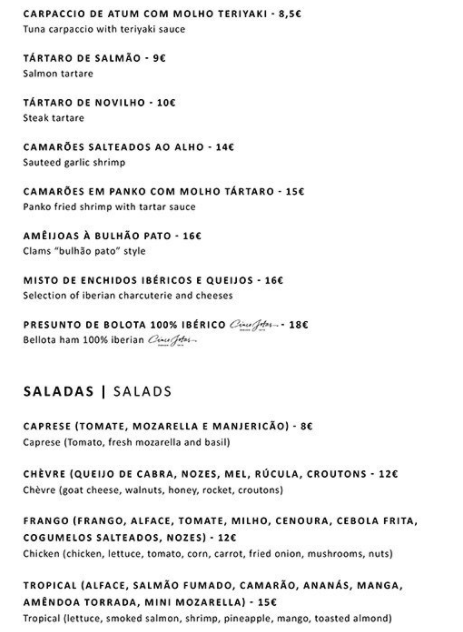 CARPACCIO DE ATUM COM MOLHO TERIYAKI - 8,5€
Tuna carpaccio with teriyaki sauce
TÁRTARO DE SALMÃO - 9€
Salmon tartare
TÁRTARO DE NOVILHO - 10€
Steak tartare
CAMARÕES SALTEADOS AO ALHO - 14€
Sauteed garlic shrimp
CAMARÕES EM PANKO COM MOLHO TÁRTARO - 15€
Panko fried shrimp with tartar sauce
AMÊIJOAS À BULHÃO PATO - 16€
Clams “bulhão pato” style
MISTO DE ENCHIDOS IBÉRICOS E QUEIJOS - 16€
Selection of iberian charcuterie and cheeses
PRESUNTO DE BOLOTA 100% IBÉRICO Cinco Jotas - 18€
Bellota ham 100% iberian Cinco Jotas
SALADAS | SALADS
CAPRESE (TOMATE, MOZARELLA E MANJERICÃO) - 8€
Caprese (Tomato, fresh mozarella and basil)
CHÈVRE (QUEIJO DE CABRA, NOZES, MEL, RÚCULA, CROUTONS - 12€
Chèvre (goat cheese, walnuts, honey, rocket, croutons)
FRANGO (FRANGO, ALFACE, TOMATE, MILHO, CENOURA, CEBOLA FRITA,
COGUMELOS SALTEADOS, NOZES) - 12€
Chicken (chicken, lettuce, tomato, corn, carrot, fried onion, mushrooms, nuts)
TROPICAL (ALFACE, SALMÃO FUMADO, CAMARÃO, ANANÁS, MANGA,
AMÊNDOA TORRADA, MINI MOZARELLA) - 15€
Tropical (lettuce, smoked salmon, shrimp, pineapple, mango, toasted almond)